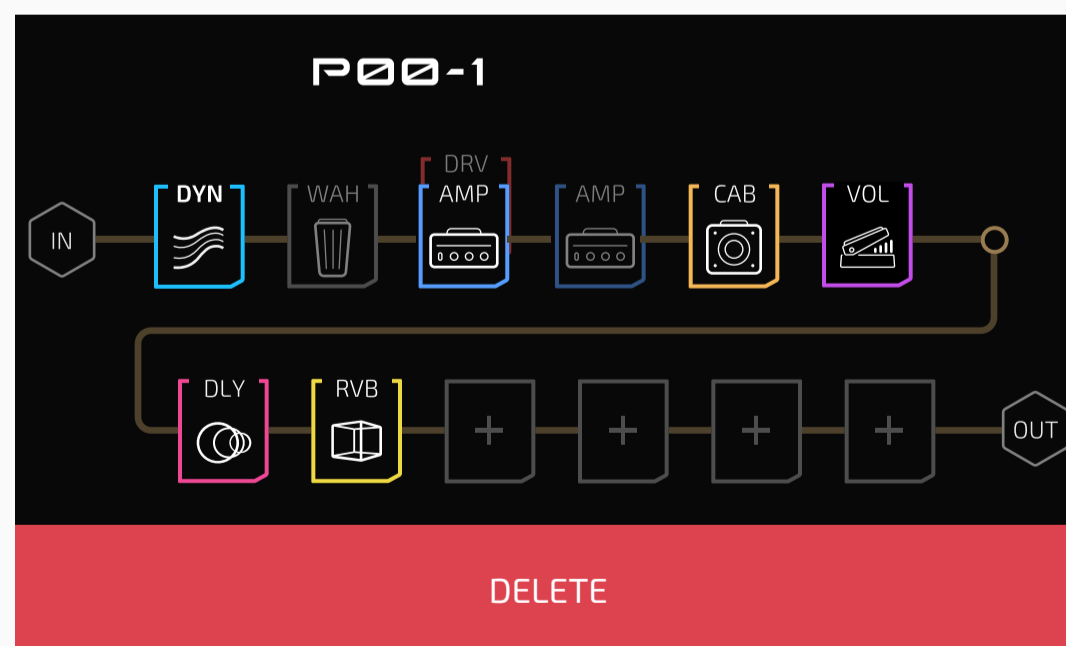 P00-1
DRV
IN DYN WAH AMP AMP CAB VOL
DLY RVB
+ + + +
OUT
DELETE